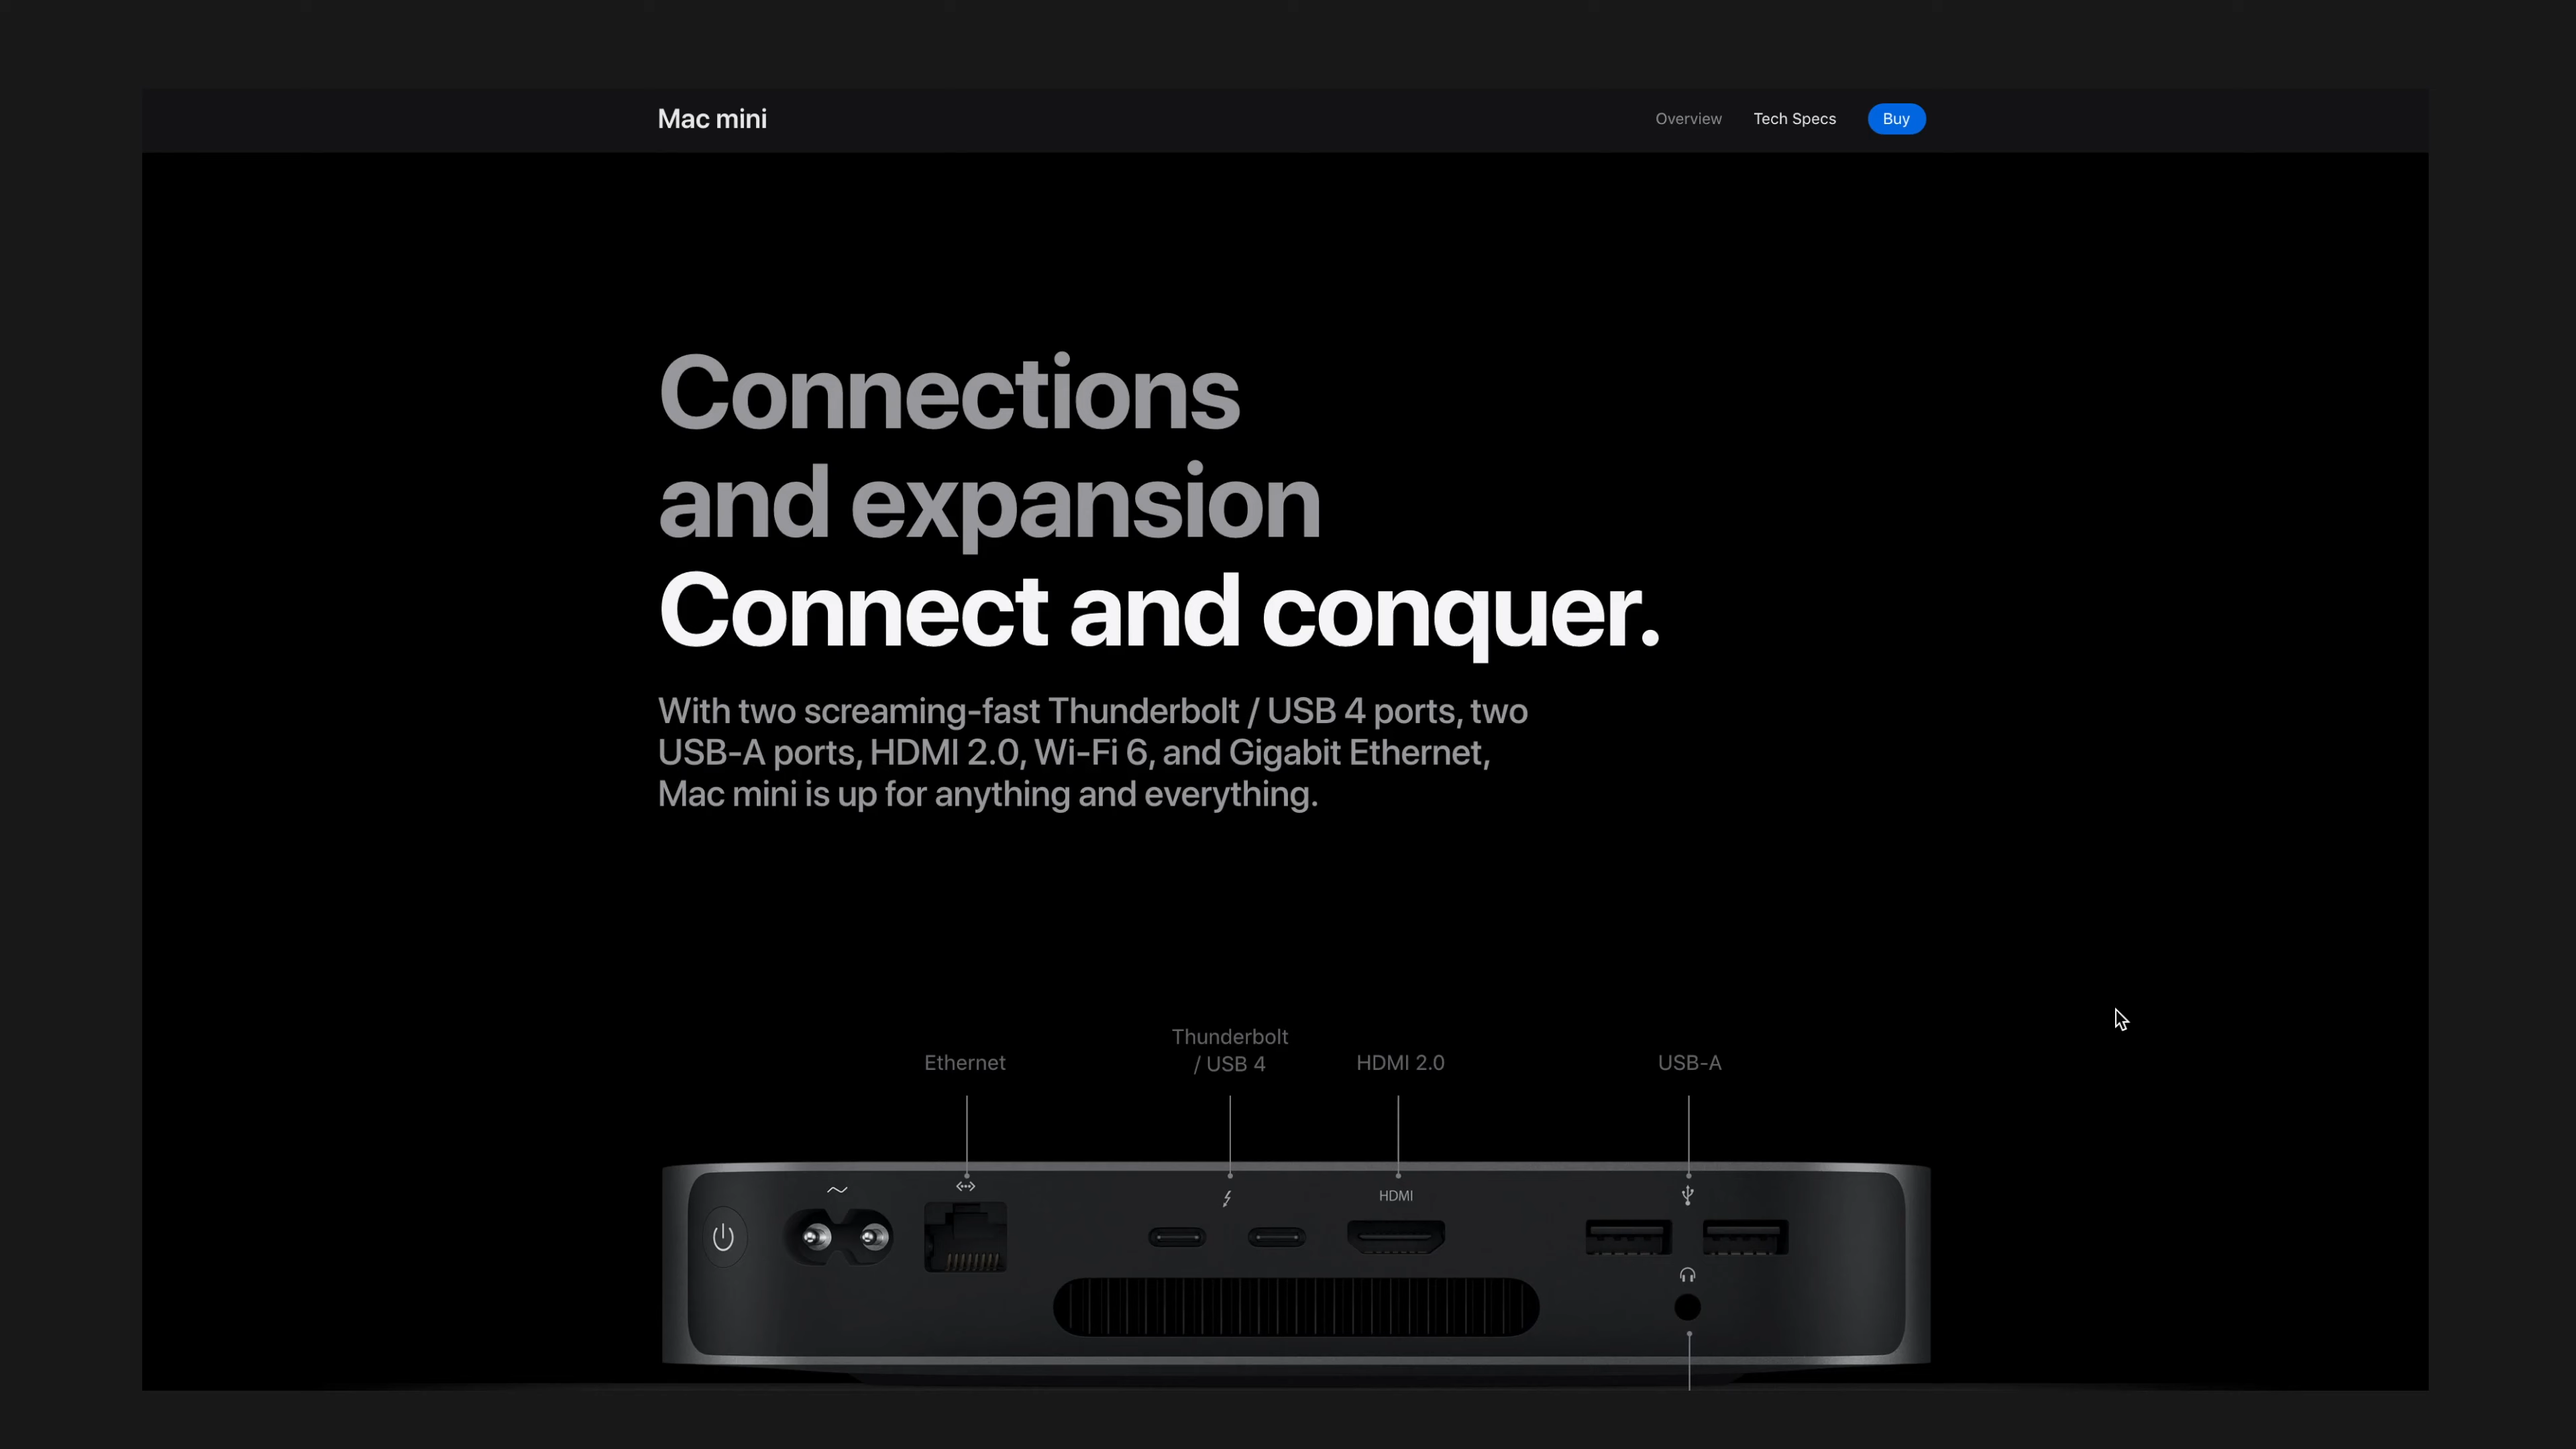 Mac mini
Overview
Tech Specs
Buy
Connections
and expansion
Connect and conquer.
With two screaming-fast Thunderbolt / USB 4 ports, two
USB-A ports, HDMI 2.0, Wi-Fi 6, and Gigabit Ethernet,
Mac mini is up for anything and everything.
Ethernet
Thunderbolt
/ USB 4
HDMI 2.0
USB-A
HDMI